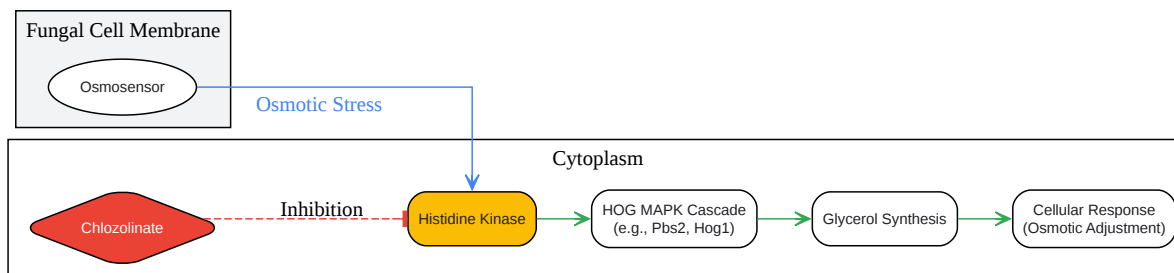 Fungal Cell Membrane
Osmosensor
Osmotic Stress
Cytoplasm
Chlozolinate
Inhibition
Histidine Kinase
HOG MAPK Cascade
(e.g., Pbs2, Hog1)
Glycerol Synthesis
Cellular Response
(Osmotic Adjustment)